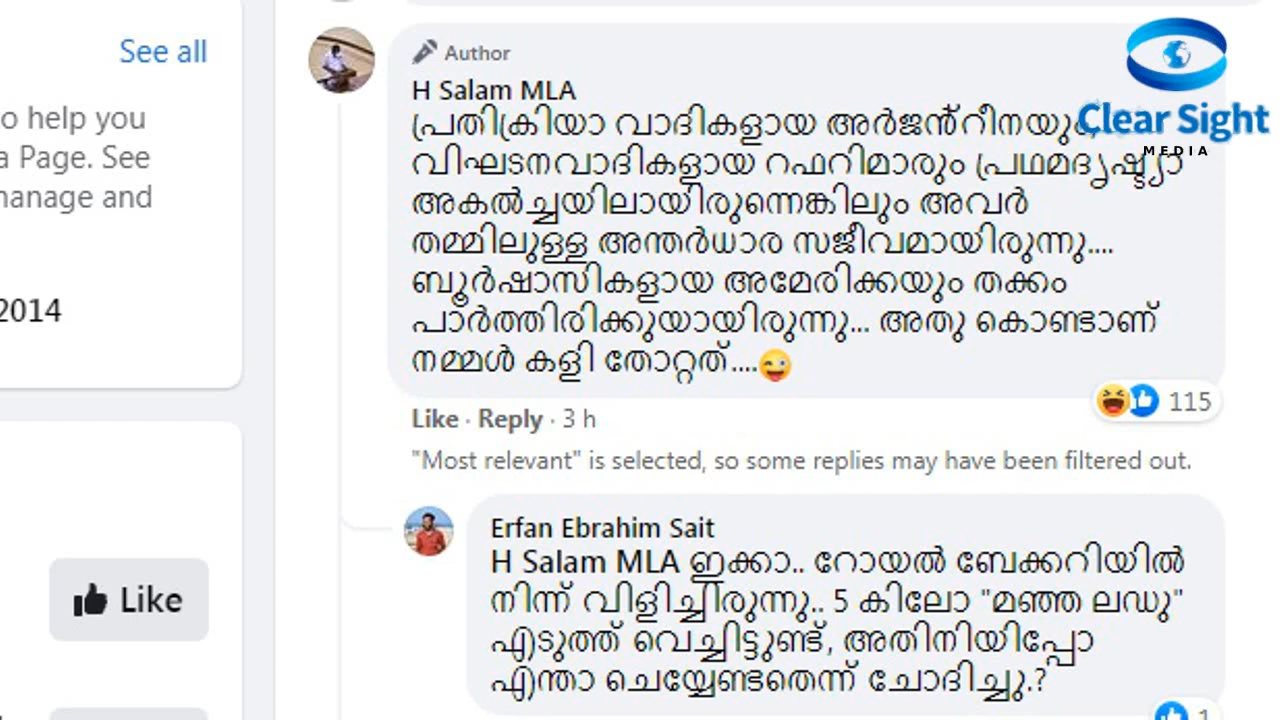 See all
o help you
a Page. See
manage and
2014
Like
Author
H Salam MLA
പ്രതിക്രിയാ വാദികളായ അർജൻ്റീനയും
വിഘടനവാദികളായ റഫറിമാരും പ്രഥമദൃഷ്ട്യാ
അകൽച്ചയിലായിരുന്നെങ്കിലും അവർ
തമ്മിലുള്ള അന്തർധാര സജീവമായിരുന്നു....
ബൂർഷാസികളായ അമേരിക്കയും തക്കം
പാർത്തിരിക്കുയായിരുന്നു... അതു കൊണ്ടാണ്
നമ്മൾ കളി തോറ്റത്....😜
115
Like · Reply · 3 h
"Most relevant" is selected, so some replies may have been filtered out.
Erfan Ebrahim Sait
H Salam MLA ഇക്കാ.. റോയൽ ബേക്കറിയിൽ
നിന്ന് വിളിച്ചിരുന്നു.. 5 കിലോ "മഞ്ഞ ലഡു"
എടുത്ത് വെച്ചിട്ടുണ്ട്, അതിനിയിപ്പോ
എന്താ ചെയ്യേണ്ടതെന്ന് ചോദിച്ചു.?
1
Clear Sight
MEDIA